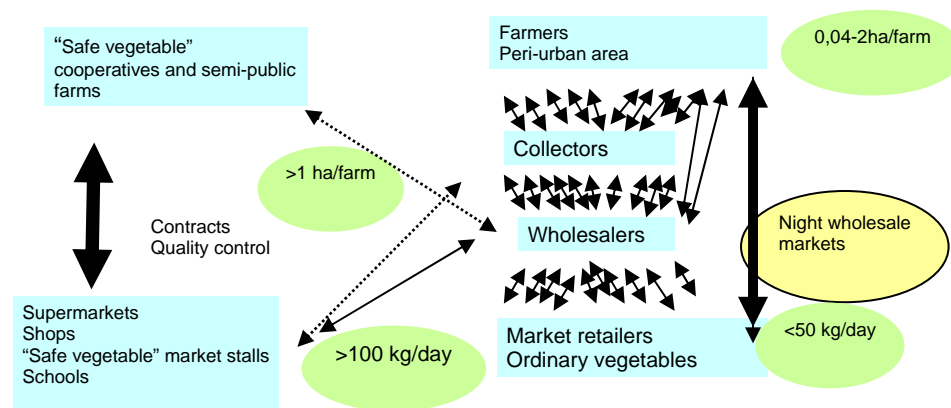 “Safe vegetable”
cooperatives and semi-public
farms
>1 ha/farm
Contracts
Quality control
Supermarkets
Shops
“Safe vegetable” market stalls
Schools
>100 kg/day
Farmers
Peri-urban area
0,04-2ha/farm
Collectors
Wholesalers
Night wholesale
markets
Market retailers
Ordinary vegetables
<50 kg/day